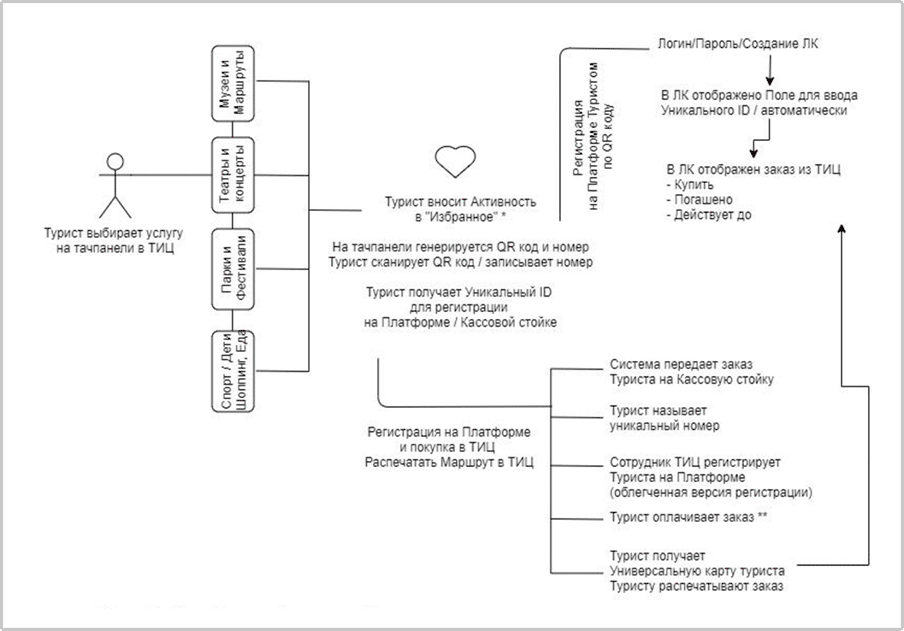 Турист выбирает услугу
на тачпанели в ТИЦ
Музеи и
Маршруты
Театры и
концерты
Парки и
Фестивали
Спорт / Дети
Шоппинг, Еда
Турист вносит Активность
в "Избранное" *
На тачпанели генерируется QR код и номер
Турист сканирует QR код / записывает номер
Турист получает Уникальный ID
для регистрации
на Платформе / Кассовой стойке
Регистрация
на Платформе Туристом
по QR коду
Логин/Пароль/Создание ЛК
В ЛК отображено Поле для ввода
Уникального ID / автоматически
В ЛК отображен заказ из ТИЦ
- Купить
- Погашено
- Действует до
Регистрация на Платформе
и покупка в ТИЦ
Распечатать Маршрут в ТИЦ
Система передает заказ
Туриста на Кассовую стойку
Турист называет
уникальный номер
Сотрудник ТИЦ регистрирует
Туриста на Платформе
(облегченная версия регистрации)
Турист оплачивает заказ **
Турист получает
Универсальную карту туриста
Туристу распечатывают заказ